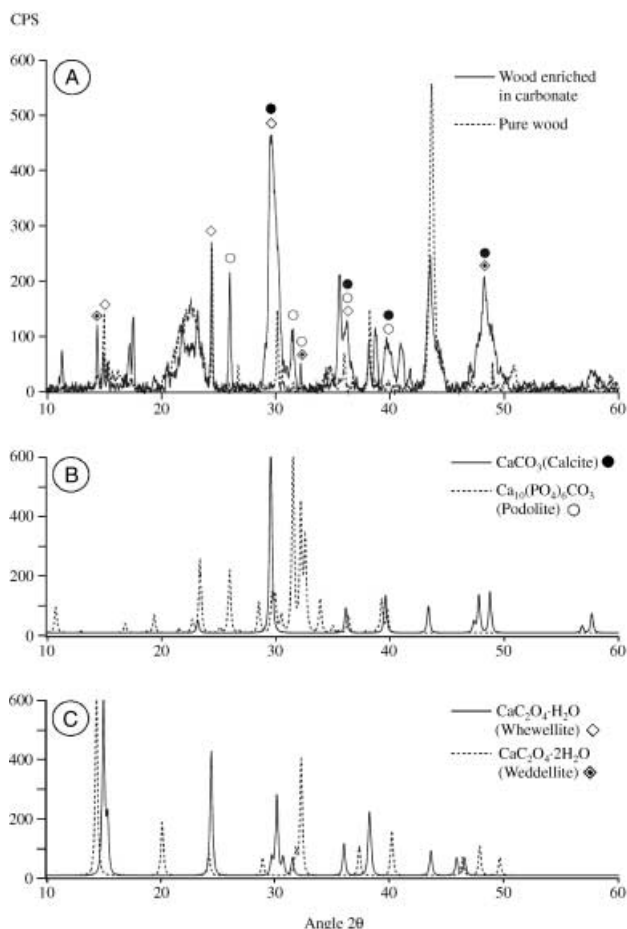 CPS
A
600
500
400
300
200
100
0
10 20 30 40 50 60
Wood enriched
in carbonate
Pure wood
B
600
400
200
0
10 20 30 40 50 60
CaCO₃(Calcite)
Ca₁₀(PO₄)₆CO₃
(Podolite)
C
600
400
200
0
10 20 30 40 50 60
CaC₂O₄·H₂O
(Whewellite)
CaC₂O₄·2H₂O
(Weddellite)
Angle 2θ